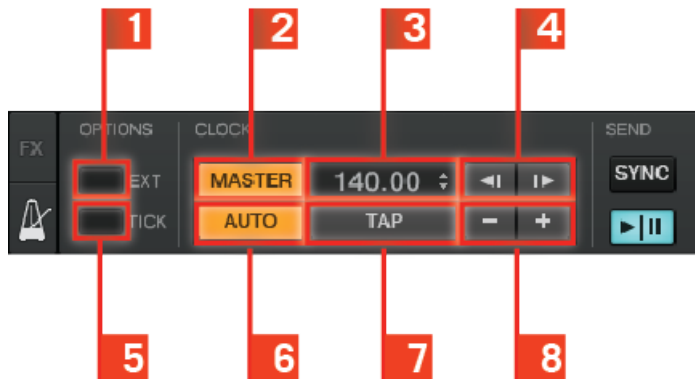 1 2 3 4
OPTIONS CLOCK SEND
FX
EXT MASTER 140.00 SYNC
TICK AUTO TAP - +
5 6 7 8